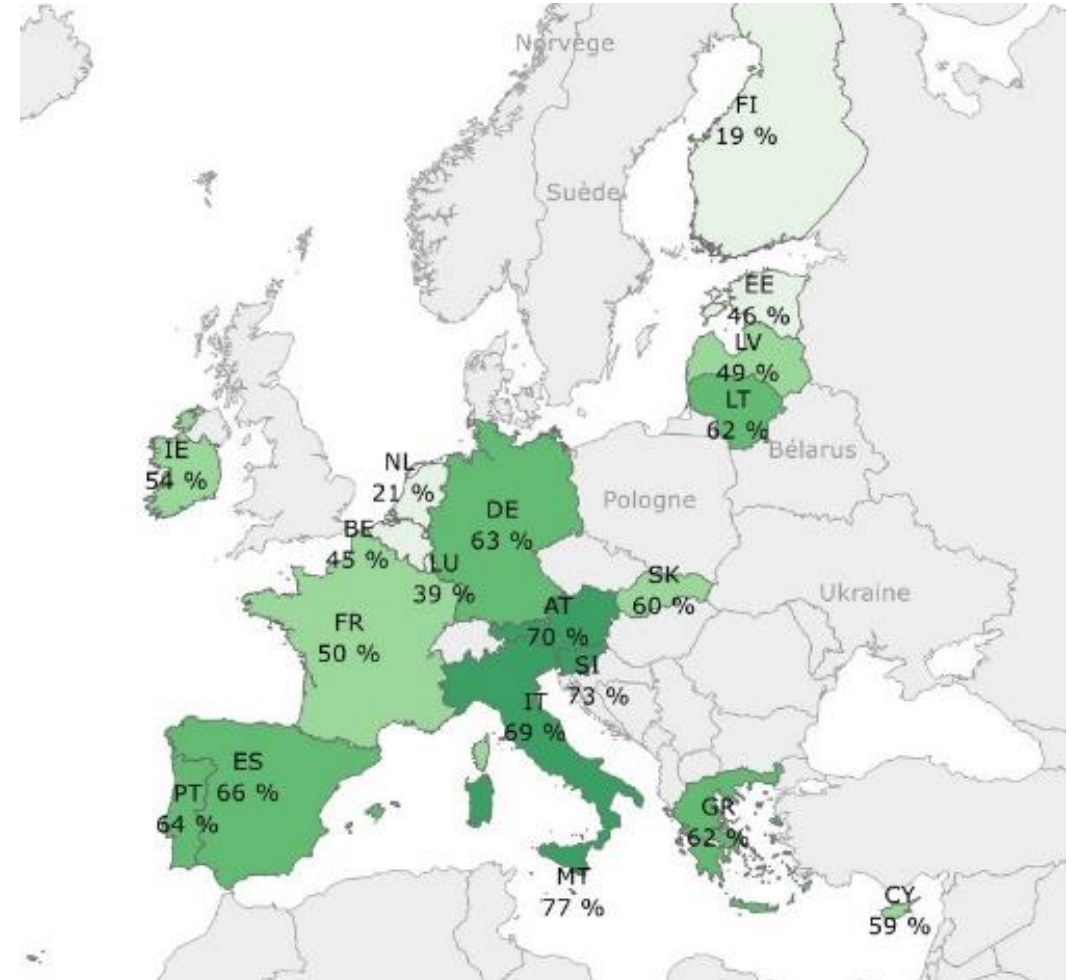 Norvège
FI
19 %
Suède
EE
46 %
LV
49 %
LT
62 %
Bélarus
IE
54 %
NL
21 %
Pologne
DE
63 %
BE
45 %
LU
39 %
SK
60 %
Ukraine
AT
70 %
FR
50 %
SI
73 %
IT
69 %
ES
66 %
PT
64 %
GR
62 %
MT
77 %
CY
59 %